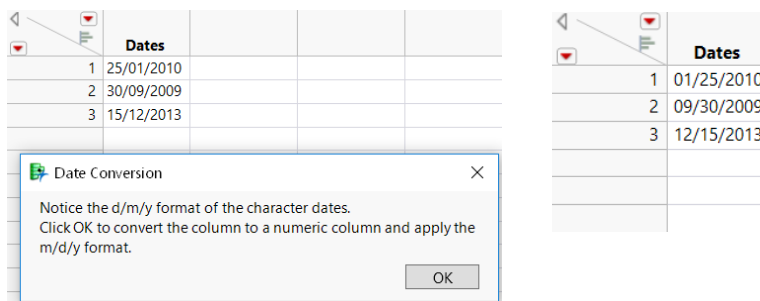 Dates
1 25/01/2010
2 30/09/2009
3 15/12/2013
Date Conversion
Notice the d/m/y format of the character dates.
Click OK to convert the column to a numeric column and apply the
m/d/y format.
OK
Dates
1 01/25/2010
2 09/30/2009
3 12/15/2013